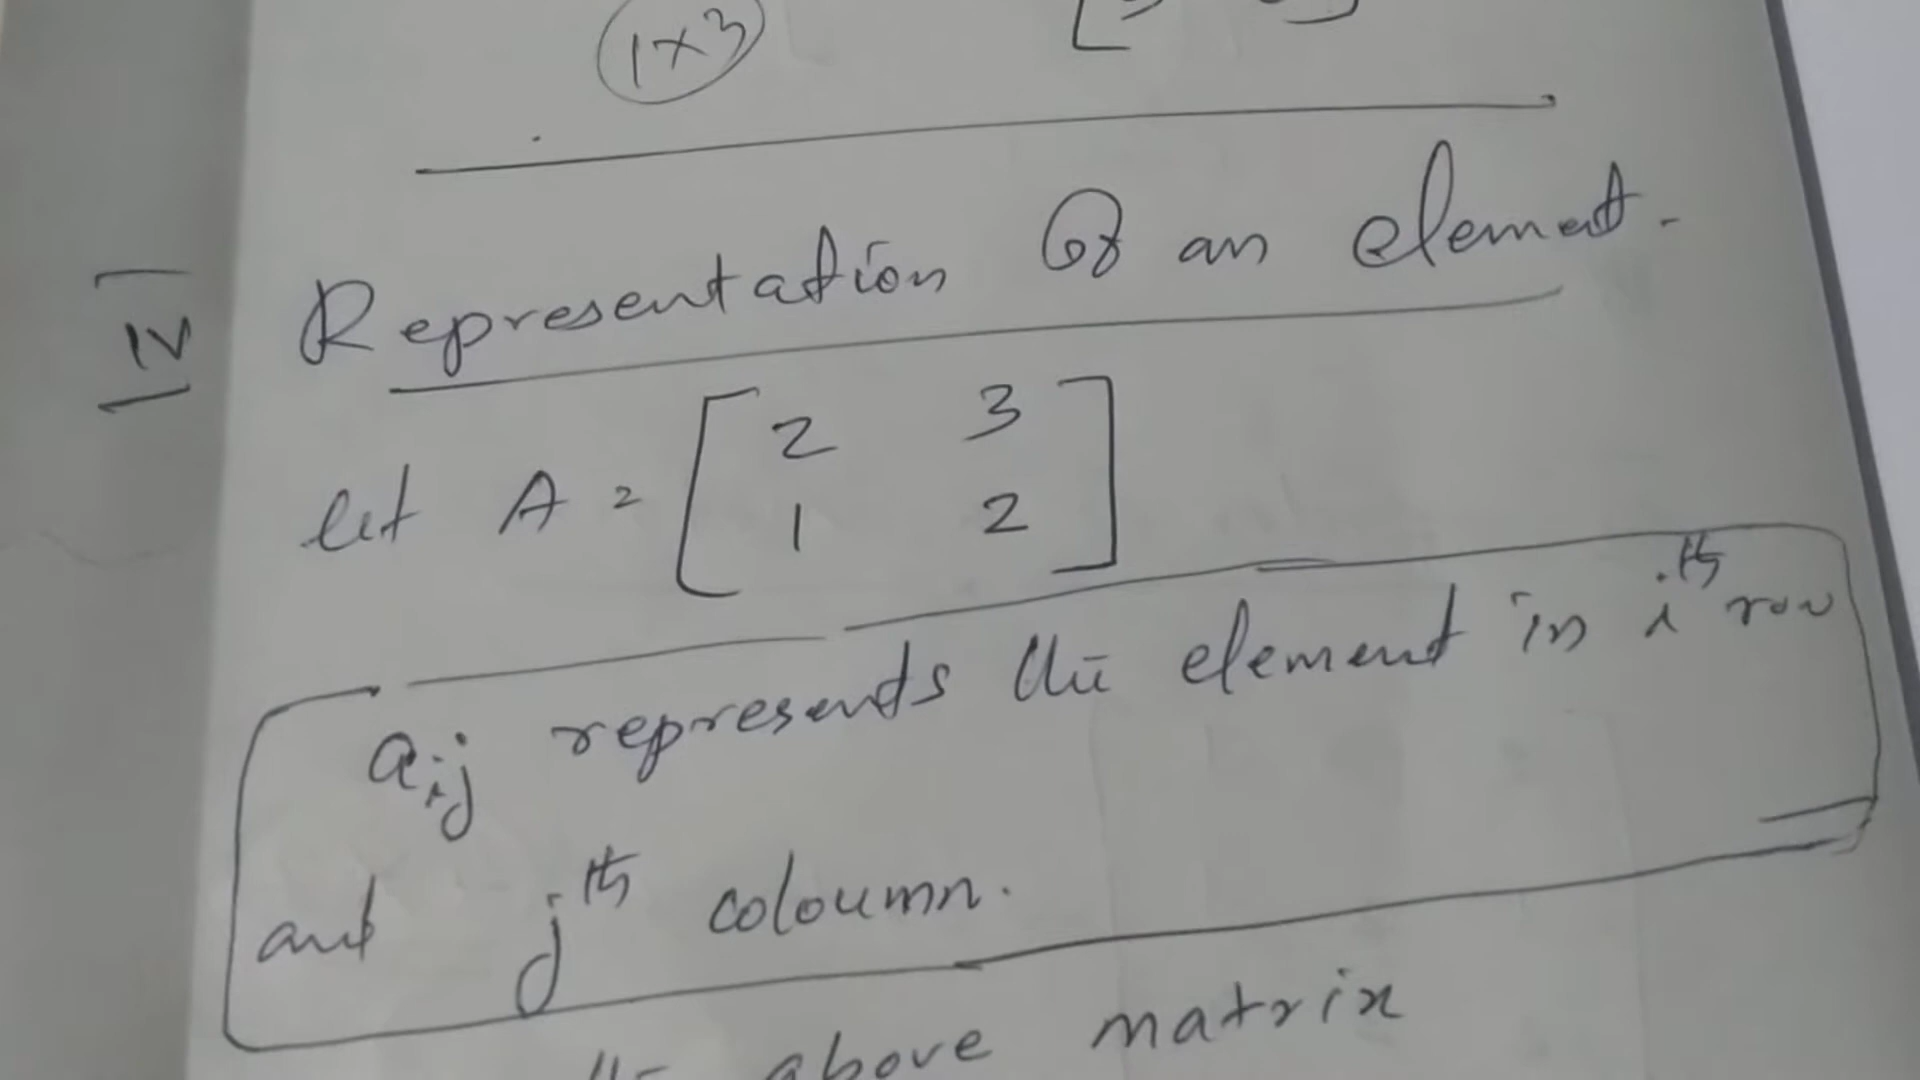 1×3
IV Representation Of an element.
let A = [2 3
1 2]
aij represents the element in ith row
and jth coloumn.
above matrix